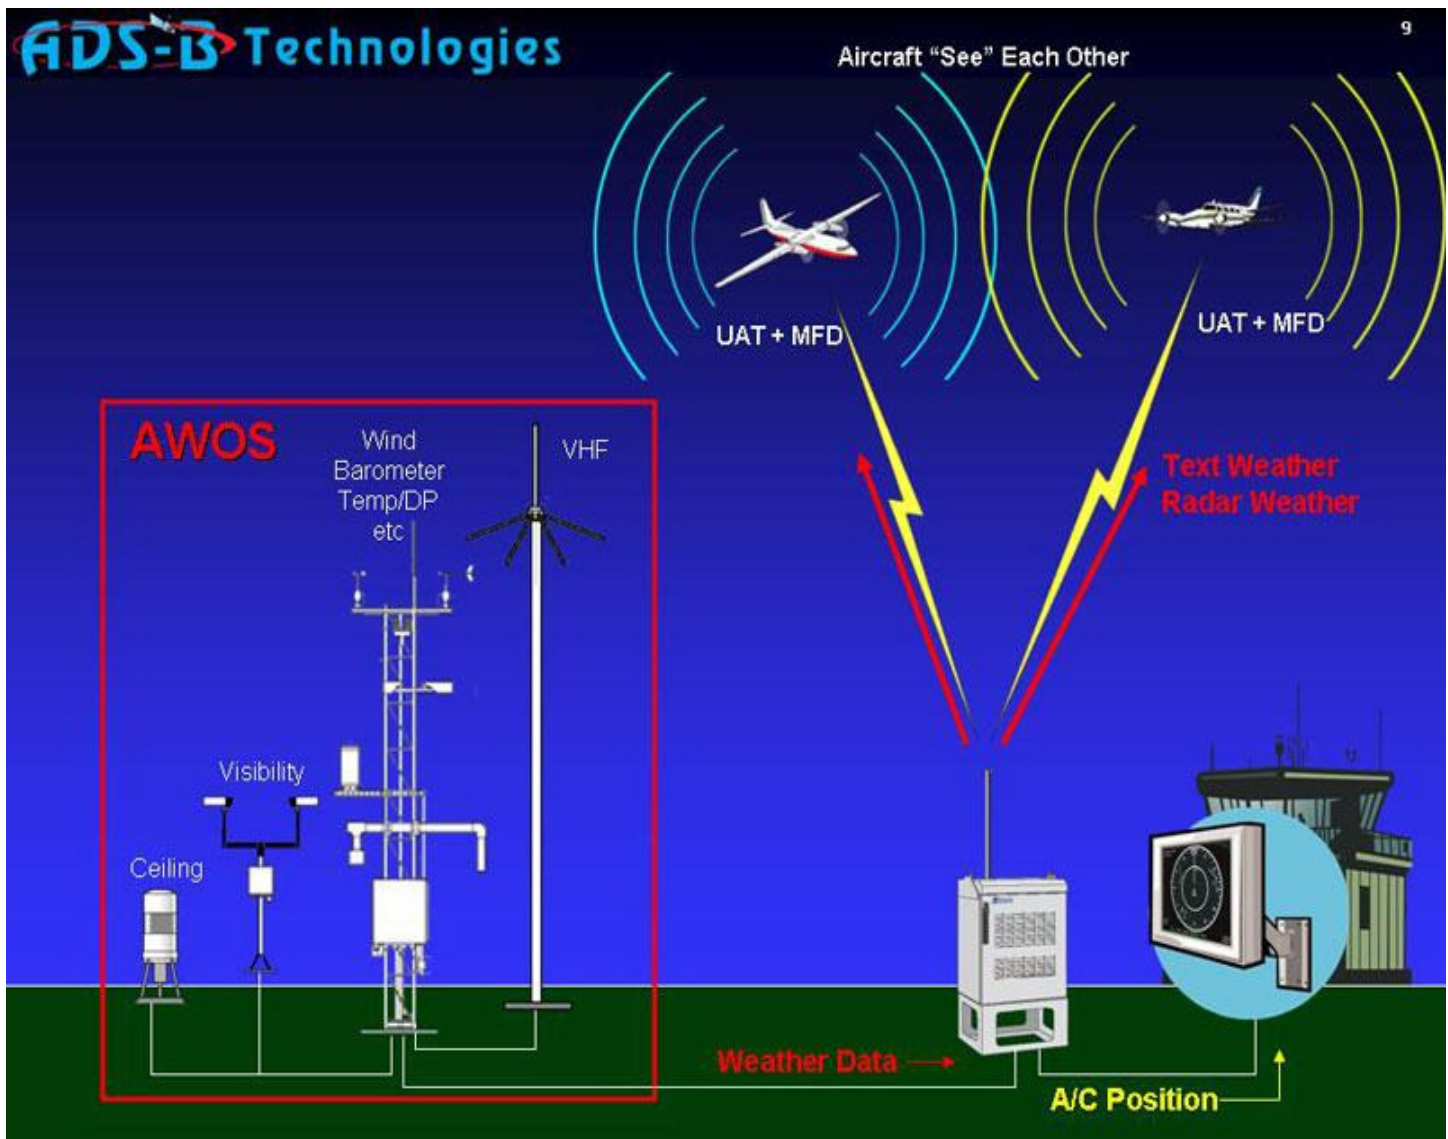 ADS-B Technologies
9
Aircraft “See” Each Other
UAT + MFD
UAT + MFD
AWOS
Wind
Barometer
Temp/DP
etc
VHF
Text Weather
Radar Weather
Visibility
Ceiling
Weather Data
A/C Position